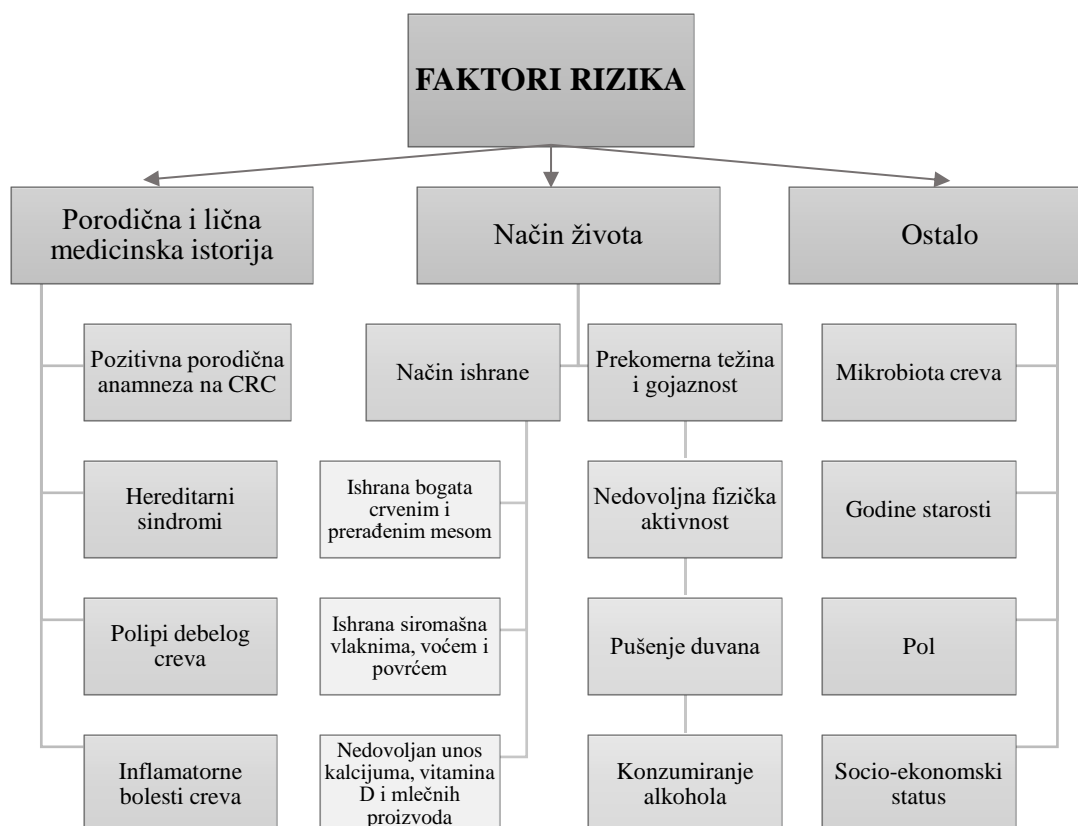 FAKTORI RIZIKA
Porodična i lična
medicinska istorija
Način života
Ostalo
Pozitivna porodična
anamneza na CRC
Hereditarni
sindromi
Polipi debelog
creva
Inflamatorne
bolesti creva
Način ishrane
Ishrana bogata
crvenim i
prerađenim mesom
Ishrana siromašna
vlaknima, voćem i
povrćem
Nedovoljan unos
kalcijuma, vitamina
D i mlečnih
proizvoda
Prekomerna težina
i gojaznost
Nedovoljna fizička
aktivnost
Pušenje duvana
Konzumiranje
alkohola
Mikrobiota creva
Godine starosti
Pol
Socio-ekonomski
status